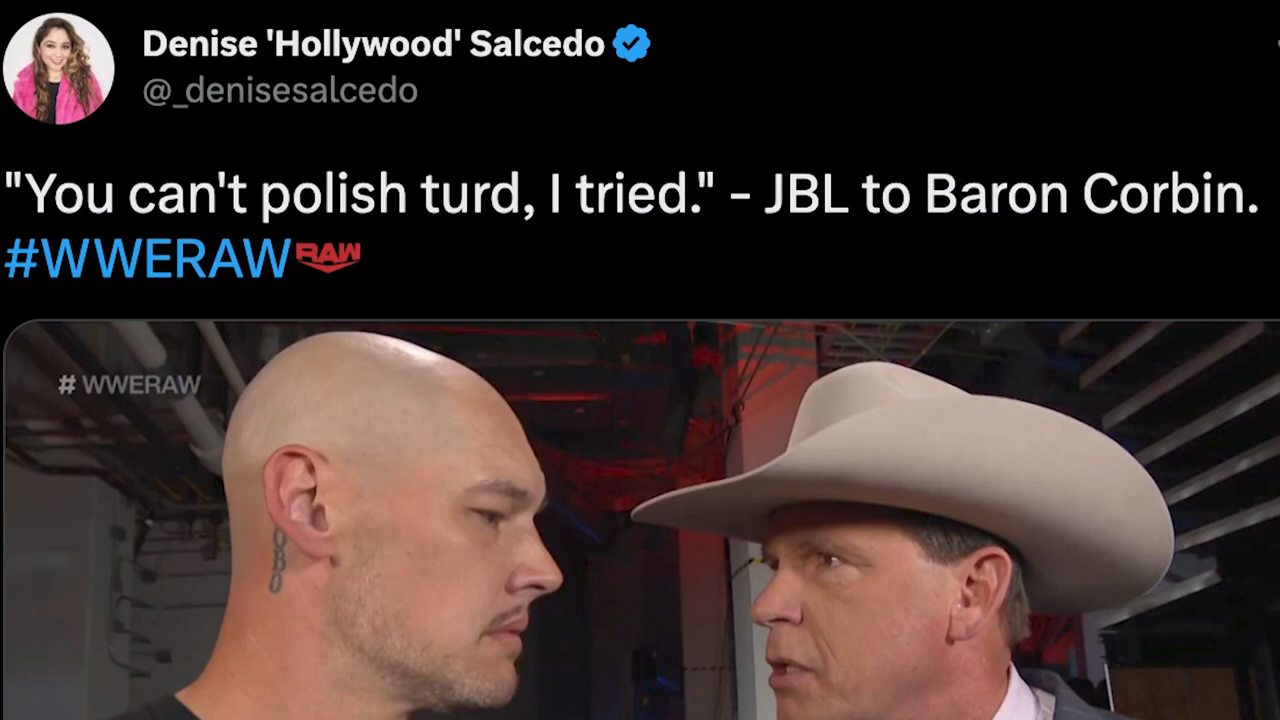 Denise 'Hollywood' Salcedo
@_denisesalcedo
"You can't polish turd, I tried." - JBL to Baron Corbin.
#WWERAW RAW
# WWERAW